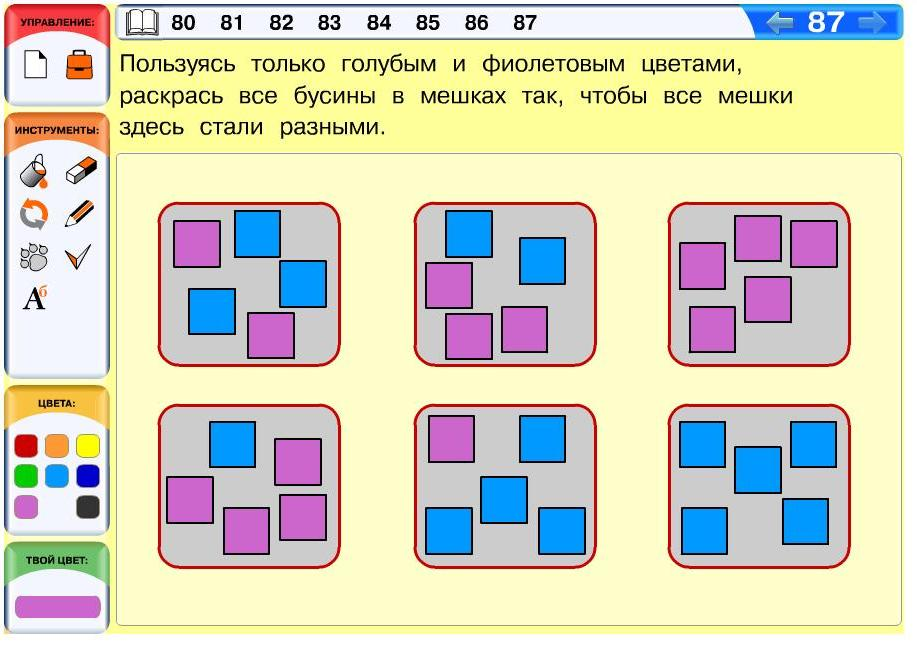 УПРАВЛЕНИЕ:
80 81 82 83 84 85 86 87
87
Пользуясь только голубым и фиолетовым цветами,
раскрась все бусины в мешках так, чтобы все мешки
здесь стали разными.
ИНСТРУМЕНТЫ:
Аб
ЦВЕТА:
ТВОЙ ЦВЕТ: